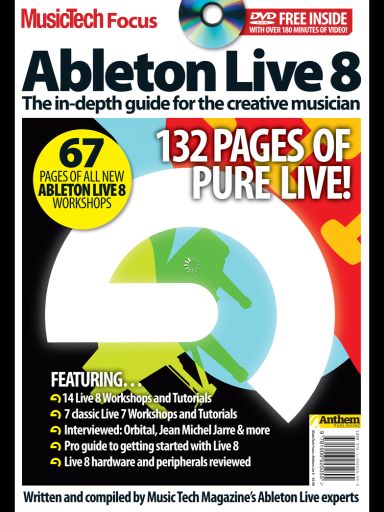 MusicTech Focus
DVD FREE INSIDE
WITH OVER 180 MINUTES OF VIDEO!
Ableton Live 8
The in-depth guide for the creative musician
67
PAGES OF ALL NEW
ABLETON LIVE 8
WORKSHOPS
132 PAGES OF
PURE LIVE!
FEATURING...
14 Live 8 Workshops and Tutorials
7 classic Live 7 Workshops and Tutorials
Interviewed: Orbital, Jean Michel Jarre & more
Pro guide to getting started with Live 8
Live 8 hardware and peripherals reviewed
Anthem
PUBLISHING
Written and compiled by Music Tech Magazine's Ableton Live experts